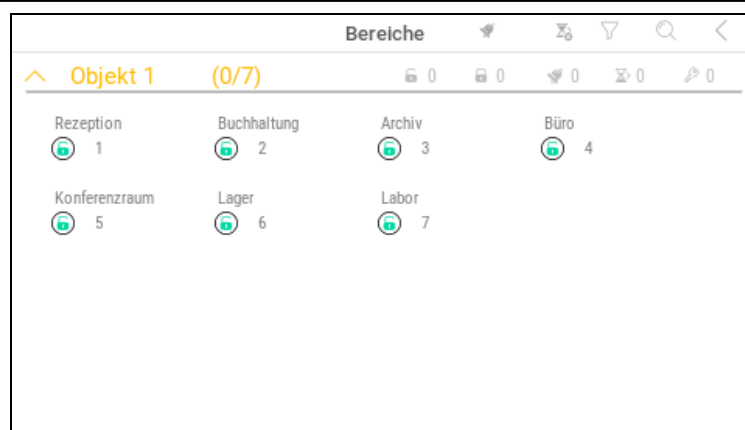 Bereiche
Objekt 1 (0/7) 0 0 0 0 0
Rezeption Buchhaltung Archiv Büro
1 2 3 4
Konferenzraum Lager Labor
5 6 7